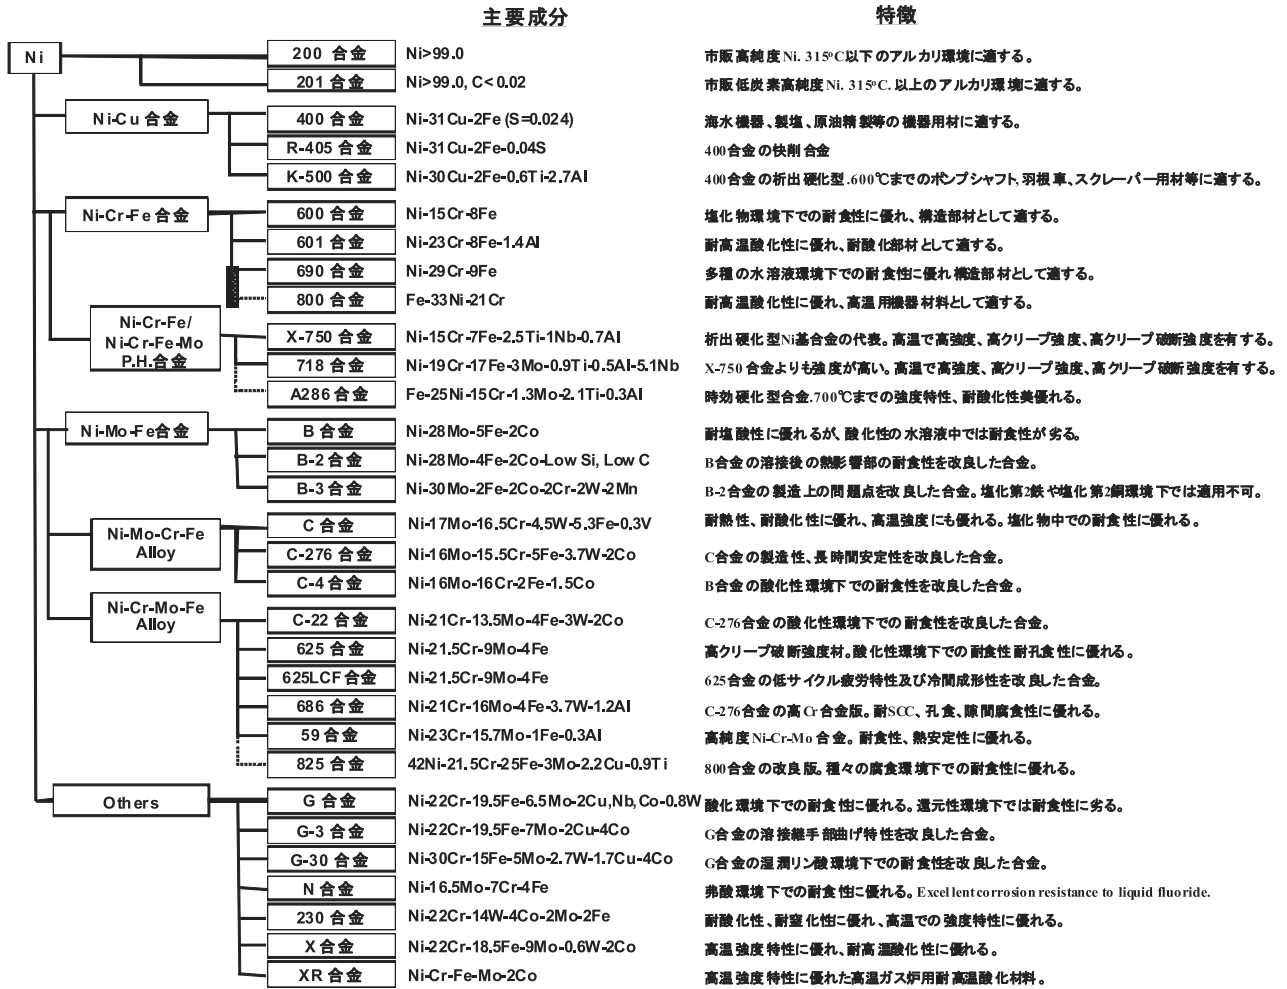 主要成分 特徴
Ni
200 合金 Ni>99.0 市販高純度Ni. 315°C以下のアルカリ環境に適する。
201 合金 Ni>99.0, C<0.02 市販低炭素高純度Ni. 315°C.以上のアルカリ環境に適する。
Ni-Cu 合金
400 合金 Ni-31Cu-2Fe (S=0.024) 海水機器、製塩、原油精製等の機器用材に適する。
R-405 合金 Ni-31Cu-2Fe-0.04S 400合金の快削合金
K-500 合金 Ni-30Cu-2Fe-0.6Ti-2.7Al 400合金の析出硬化型.600℃までのポンプシャフト,羽根車、スクレーパー用材等に適する。
Ni-Cr-Fe 合金
600 合金 Ni-15Cr-8Fe 塩化物環境下での耐食性に優れ、構造部材として適する。
601 合金 Ni-23Cr-8Fe-1.4Al 耐高温酸化性に優れ、耐酸化部材として適する。
690 合金 Ni-29Cr-9Fe 多種の水溶液環境下での耐食性に優れ構造部材として適する。
800 合金 Fe-33Ni-21Cr 耐高温酸化性に優れ、高温用機器材料として適する。
Ni-Cr-Fe/
Ni-Cr-Fe-Mo
P.H.合金
X-750 合金 Ni-15Cr-7Fe-2.5Ti-1Nb-0.7Al 析出硬化型Ni基合金の代表。高温で高強度、高クリープ強度、高クリープ破断強度を有する。
718 合金 Ni-19Cr-17Fe-3Mo-0.9Ti-0.5Al-5.1Nb X-750 合金よりも強度が高い。高温で高強度、高クリープ強度、高クリープ破断強度を有する。
A286 合金 Fe-25Ni-15Cr-1.3Mo-2.1Ti-0.3Al 時効硬化型合金.700℃までの強度特性、耐酸化性美優れる。
Ni-Mo-Fe合金
B 合金 Ni-28Mo-5Fe-2Co 耐塩酸性に優れるが、酸化性の水溶液中では耐食性が劣る。
B-2 合金 Ni-28Mo-4Fe-2Co-Low Si, Low C B合金の溶接後の熱影響部の耐食性を改良した合金。
B-3 合金 Ni-30Mo-2Fe-2Co-2Cr-2W-2Mn B-2合金の製造上の問題点を改良した合金。塩化第2鉄や塩化第2銅環境下では適用不可。
Ni-Mo-Cr-Fe
Alloy
C 合金 Ni-17Mo-16.5Cr-4.5W-5.3Fe-0.3V 耐熱性、耐酸化性に優れ、高温強度にも優れる。塩化物中での耐食性に優れる。
C-276 合金 Ni-16Mo-15.5Cr-5Fe-3.7W-2Co C合金の製造性、長時間安定性を改良した合金。
C-4 合金 Ni-16Mo-16Cr-2Fe-1.5Co B合金の酸化性環境下での耐食性を改良した合金。
Ni-Cr-Mo-Fe
Alloy
C-22 合金 Ni-21Cr-13.5Mo-4Fe-3W-2Co C-276合金の酸化性環境下での耐食性を改良した合金。
625 合金 Ni-21.5Cr-9Mo-4Fe 高クリープ破断強度材。酸化性環境下での耐食性耐孔食性に優れる。
625LCF合金 Ni-21.5Cr-9Mo-4Fe 625合金の低サイクル疲労特性及び冷間成形性を改良した合金。
686 合金 Ni-21Cr-16Mo-4Fe-3.7W-1.2Al C-276合金の高Cr合金版。耐SCC、孔食、隙間腐食性に優れる。
59 合金 Ni-23Cr-15.7Mo-1Fe-0.3Al 高純度Ni-Cr-Mo 合金。耐食性、熱安定性に優れる。
825 合金 42Ni-21.5Cr-25Fe-3Mo-2.2Cu-0.9Ti 800合金の改良版。種々の腐食環境下での耐食性に優れる。
Others
G 合金 Ni-22Cr-19.5Fe-6.5Mo-2Cu,Nb,Co-0.8W 酸化環境下での耐食性に優れる。還元性環境下では耐食性に劣る。
G-3 合金 Ni-22Cr-19.5Fe-7Mo-2Cu-4Co G合金の溶接継手部曲げ特性を改良した合金。
G-30 合金 Ni-30Cr-15Fe-5Mo-2.7W-1.7Cu-4Co G合金の湿潤リン酸環境下での耐食性を改良した合金。
N 合金 Ni-16.5Mo-7Cr-4Fe 弗酸環境下での耐食性に優れる。Excellent corrosion resistance to liquid fluoride.
230 合金 Ni-22Cr-14W-4Co-2Mo-2Fe 耐酸化性、耐窒化性に優れ、高温での強度特性に優れる。
X 合金 Ni-22Cr-18.5Fe-9Mo-0.6W-2Co 高温強度特性に優れ、耐高温酸化性に優れる。
XR 合金 Ni-Cr-Fe-Mo-2Co 高温強度特性に優れた高温ガス炉用耐高温酸化材料。